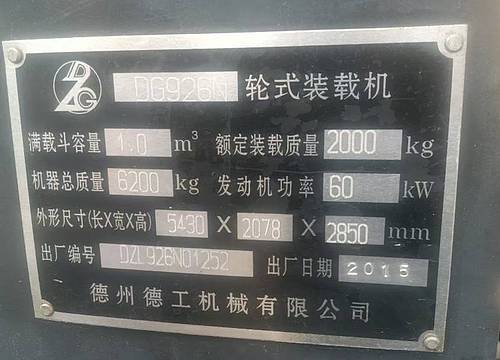 DZG DG926N 轮式装载机
满载斗容量 1.0 m³ 额定装载质量 2000 kg
机器总质量 6200 kg 发动机功率 60 kW
外形尺寸(长X宽X高) 5430 X 2078 X 2850 mm
出厂编号 DZL926N01252 出厂日期 2015
德州德工机械有限公司